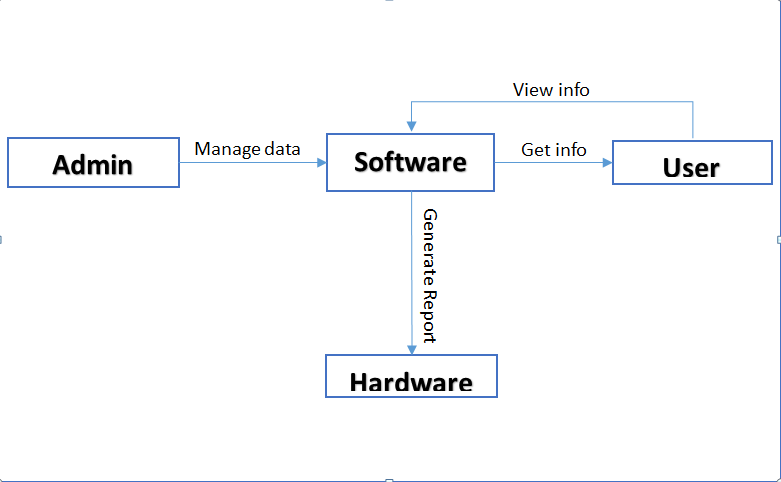 View info
Admin
Manage data
Software
Get info
User
Generate Report
Hardware